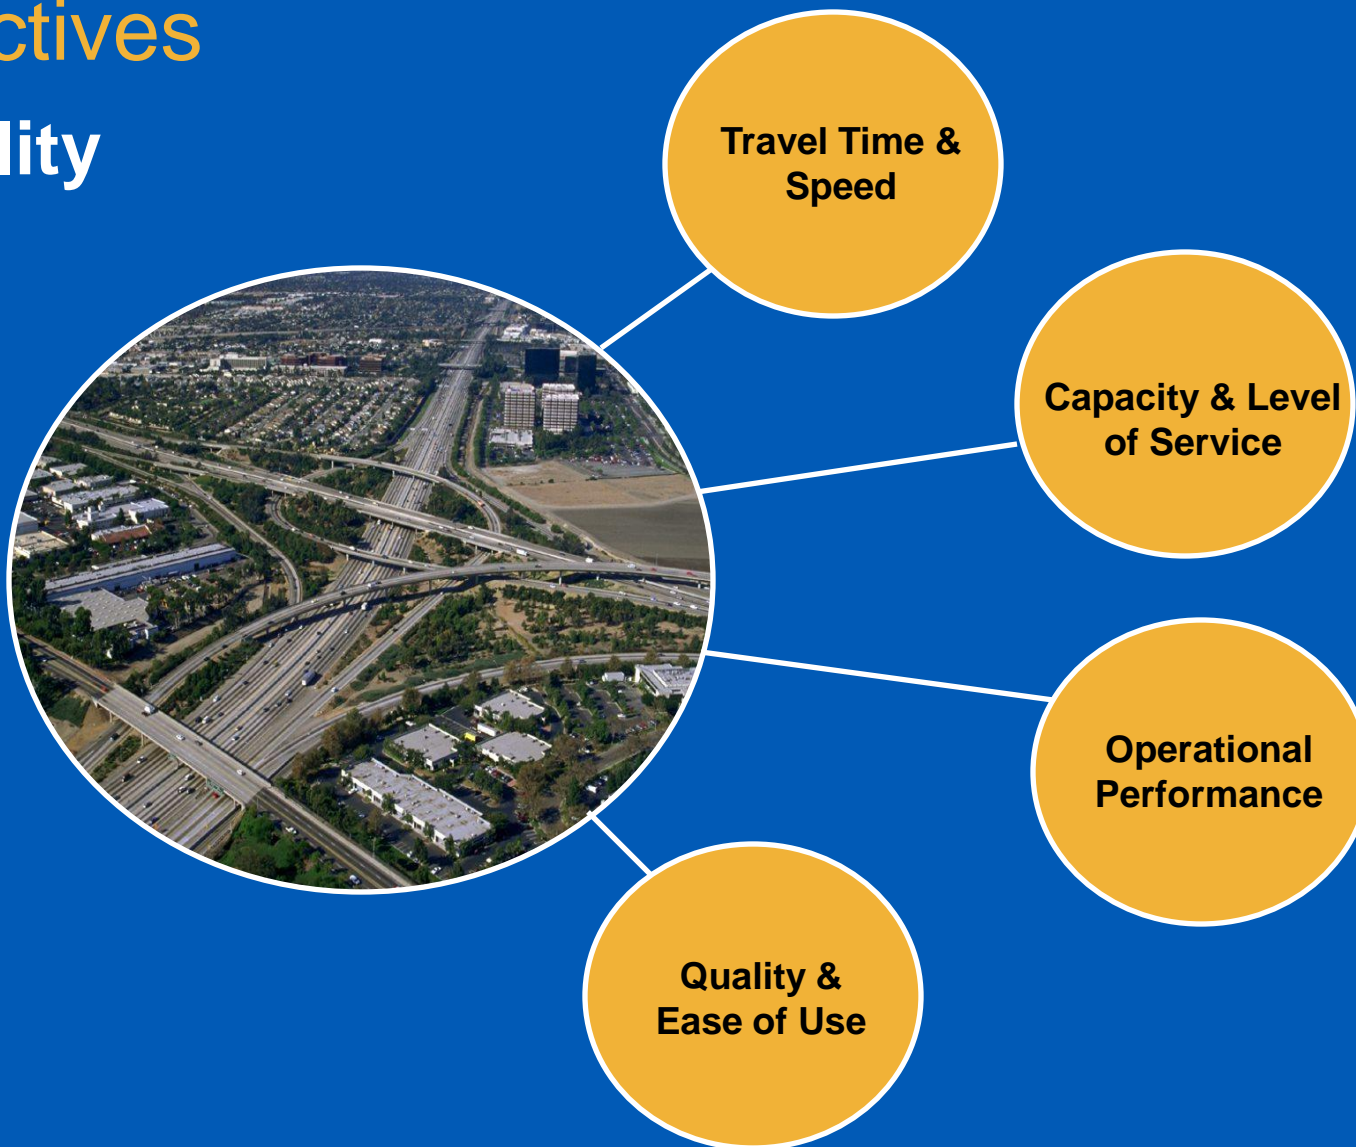 ctives
lity
Travel Time &
Speed
Capacity & Level
of Service
Operational
Performance
Quality &
Ease of Use